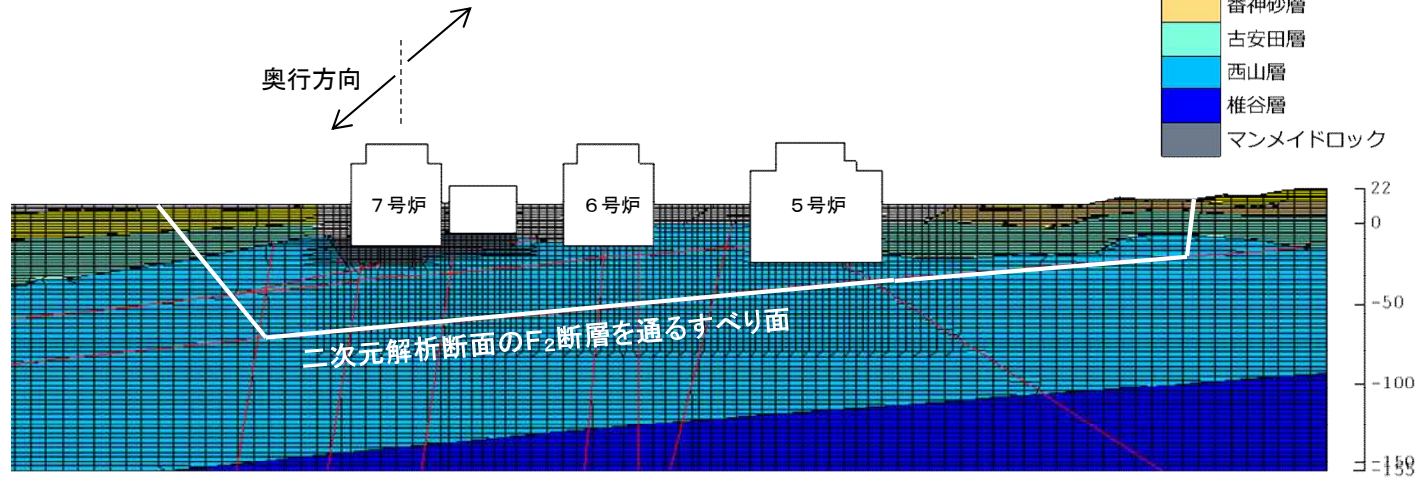 番神砂層
古安田層
西山層
椎谷層
マンメイドロック
奥行方向
7号炉
6号炉
5号炉
22
0
-50
-100
-150
-155
二次元解析断面のF₂断層を通るすべり面